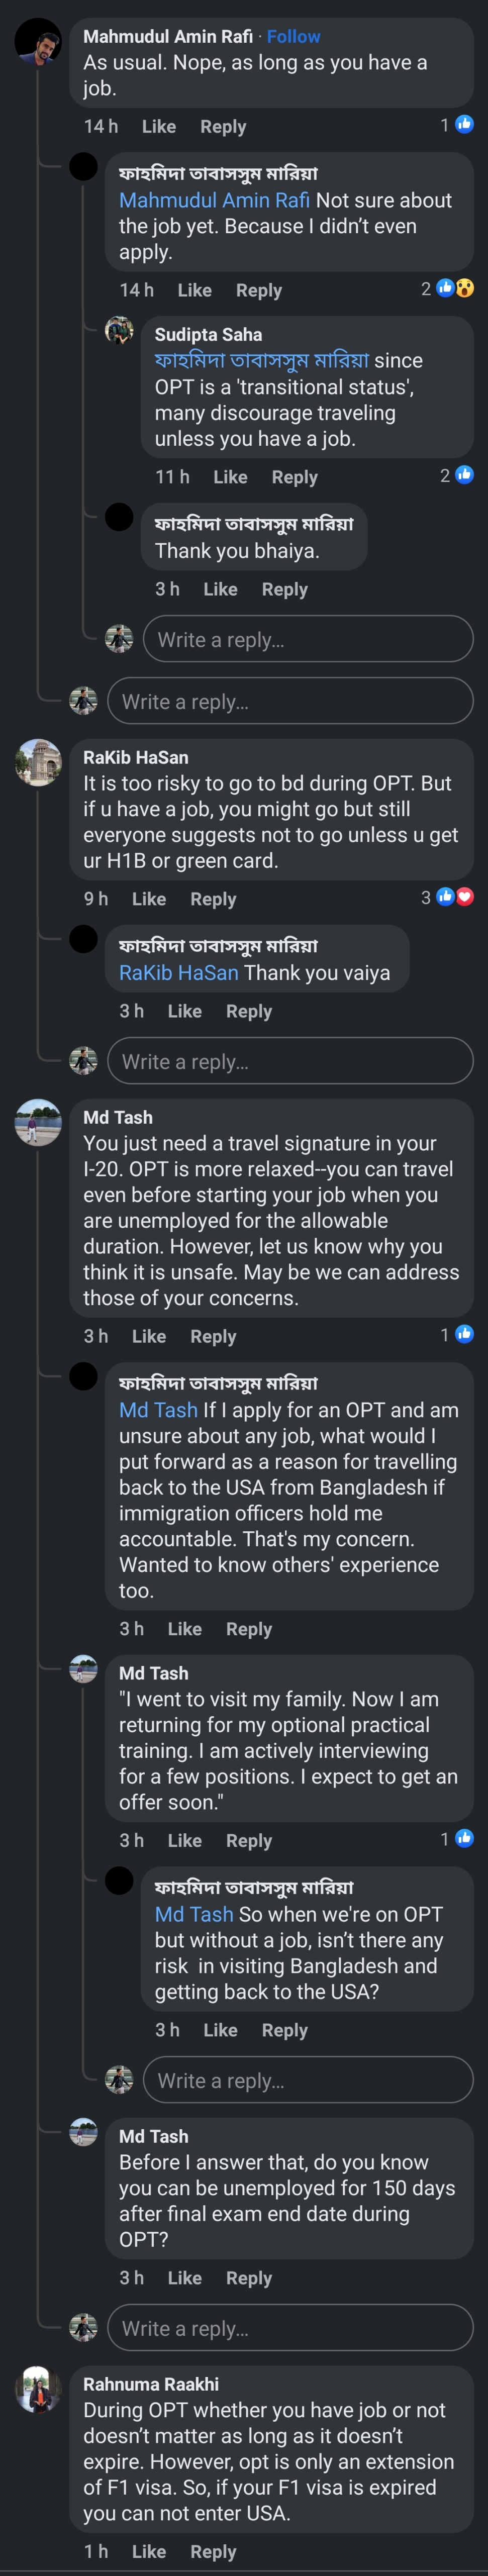 Mahmudul Amin Rafi · Follow
As usual. Nope, as long as you have a
job.
14 h Like Reply 1
ফাহমিদা তাবাসসুম মারিয়া
Mahmudul Amin Rafi Not sure about
the job yet. Because I didn’t even
apply.
14 h Like Reply 2
Sudipta Saha
ফাহমিদা তাবাসসুম মারিয়া since
OPT is a 'transitional status',
many discourage traveling
unless you have a job.
11 h Like Reply 2
ফাহমিদা তাবাসসুম মারিয়া
Thank you bhaiya.
3 h Like Reply
Write a reply...
Write a reply...
RaKib HaSan
It is too risky to go to bd during OPT. But
if u have a job, you might go but still
everyone suggests not to go unless u get
ur H1B or green card.
9 h Like Reply 3
ফাহমিদা তাবাসসুম মারিয়া
RaKib HaSan Thank you vaiya
3 h Like Reply
Write a reply...
Md Tash
You just need a travel signature in your
I-20. OPT is more relaxed--you can travel
even before starting your job when you
are unemployed for the allowable
duration. However, let us know why you
think it is unsafe. May be we can address
those of your concerns.
3 h Like Reply 1
ফাহমিদা তাবাসসুম মারিয়া
Md Tash If I apply for an OPT and am
unsure about any job, what would I
put forward as a reason for travelling
back to the USA from Bangladesh if
immigration officers hold me
accountable. That's my concern.
Wanted to know others' experience
too.
3 h Like Reply
Md Tash
"I went to visit my family. Now I am
returning for my optional practical
training. I am actively interviewing
for a few positions. I expect to get an
offer soon."
3 h Like Reply 1
ফাহমিদা তাবাসসুম মারিয়া
Md Tash So when we're on OPT
but without a job, isn’t there any
risk in visiting Bangladesh and
getting back to the USA?
3 h Like Reply
Write a reply...
Md Tash
Before I answer that, do you know
you can be unemployed for 150 days
after final exam end date during
OPT?
3 h Like Reply
Write a reply...
Rahnuma Raakhi
During OPT whether you have job or not
doesn’t matter as long as it doesn’t
expire. However, opt is only an extension
of F1 visa. So, if your F1 visa is expired
you can not enter USA.
1 h Like Reply